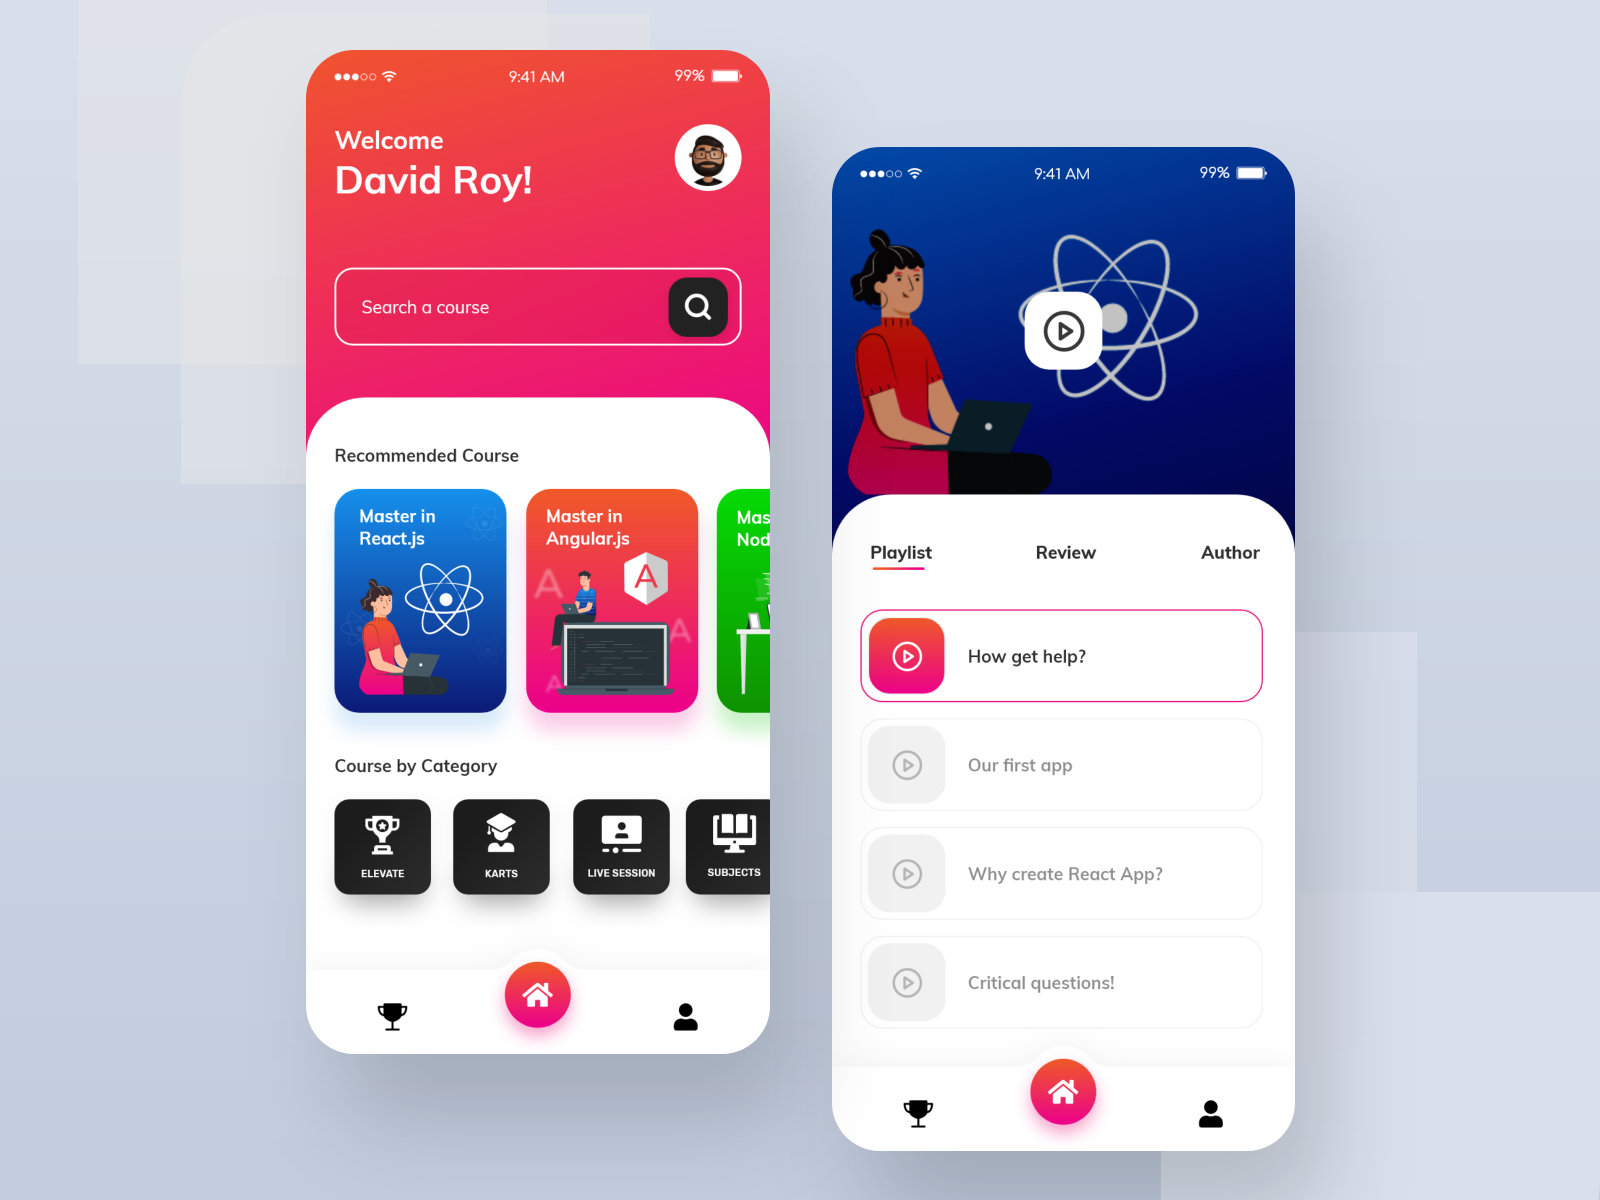 9:41 AM
99%
Welcome
David Roy!
Search a course
Recommended Course
Master in
React.js
Master in
Angular.js
Mas
Nod
A
A
A
A
Course by Category
ELEVATE
KARTS
LIVE SESSION
SUBJECTS
9:41 AM
99%
Playlist
Review
Author
How get help?
Our first app
Why create React App?
Critical questions!